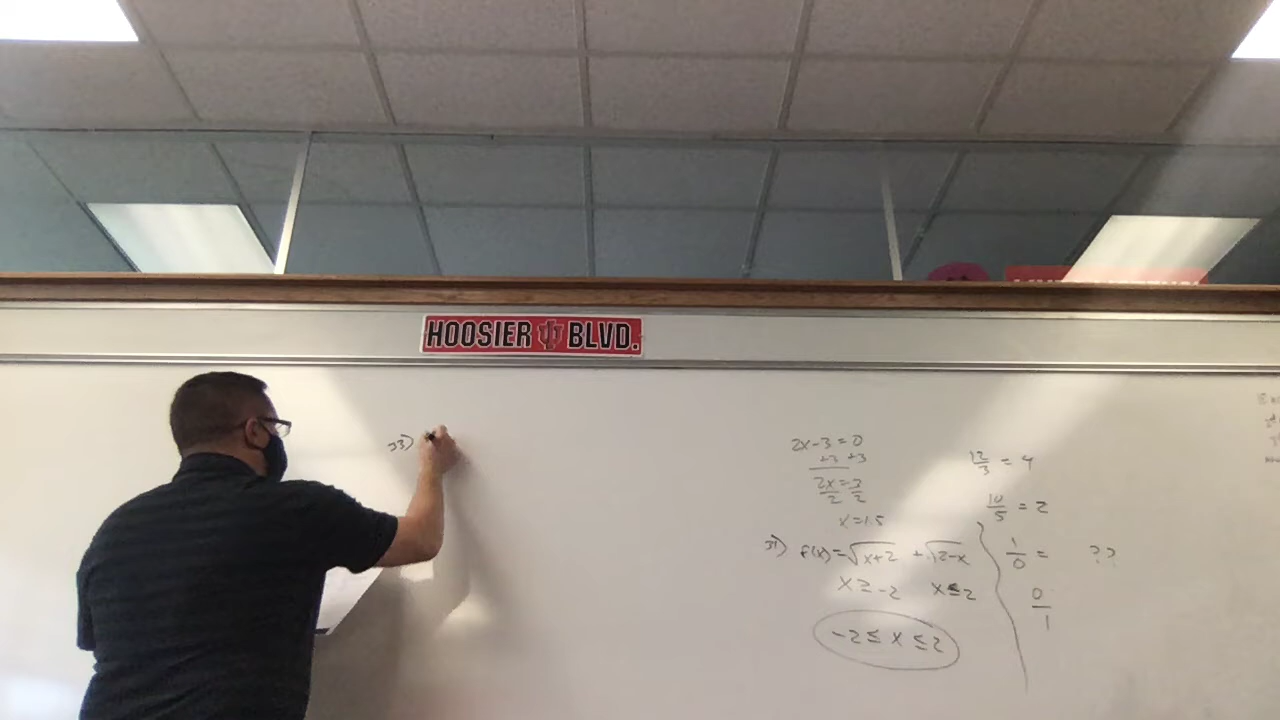 HOOSIER BLVD.
33)
2x-3=0
+3 +3
2x=3
2 2
x=1.5
f(x)=√x+2 + √2-x
x≥-2 x≤2
-2≤x≤2
12/3 = 4
10/5 = 2
1/0 = ??
0/1